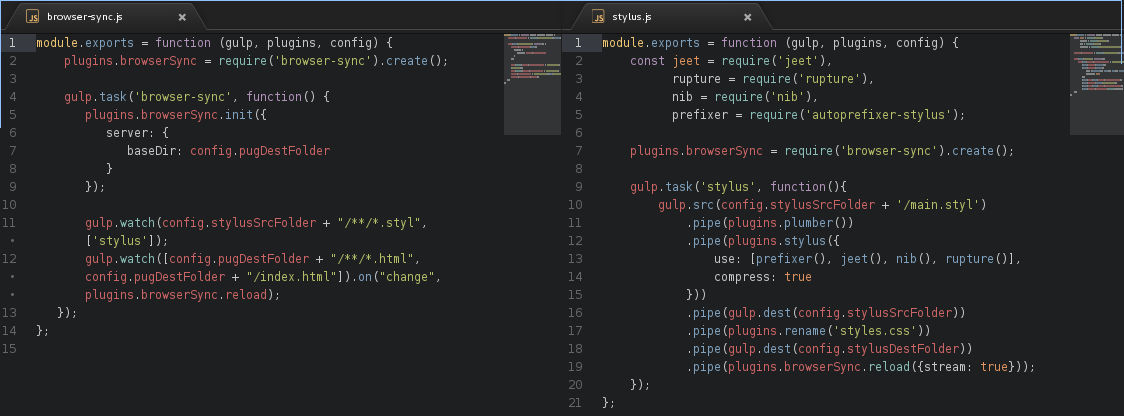 JS browser-sync.js ×
1 module.exports = function (gulp, plugins, config) {
2 plugins.browserSync = require('browser-sync').create();
3
4 gulp.task('browser-sync', function() {
5 plugins.browserSync.init({
6 server: {
7 baseDir: config.pugDestFolder
8 }
9 });
10
11 gulp.watch(config.stylusSrcFolder + "/**/*.styl",
• ['stylus']);
12 gulp.watch([config.pugDestFolder + "/**/*.html",
• config.pugDestFolder + "/index.html"]).on("change",
• plugins.browserSync.reload);
13 });
14 };
15
JS stylus.js ×
1 module.exports = function (gulp, plugins, config) {
2 const jeet = require('jeet'),
3 rupture = require('rupture'),
4 nib = require('nib'),
5 prefixer = require('autoprefixer-stylus');
6
7 plugins.browserSync = require('browser-sync').create();
8
9 gulp.task('stylus', function(){
10 gulp.src(config.stylusSrcFolder + '/main.styl')
11 .pipe(plugins.plumber())
12 .pipe(plugins.stylus({
13 use: [prefixer(), jeet(), nib(), rupture()],
14 compress: true
15 }))
16 .pipe(gulp.dest(config.stylusSrcFolder))
17 .pipe(plugins.rename('styles.css'))
18 .pipe(gulp.dest(config.stylusDestFolder))
19 .pipe(plugins.browserSync.reload({stream: true}));
20 });
21 };